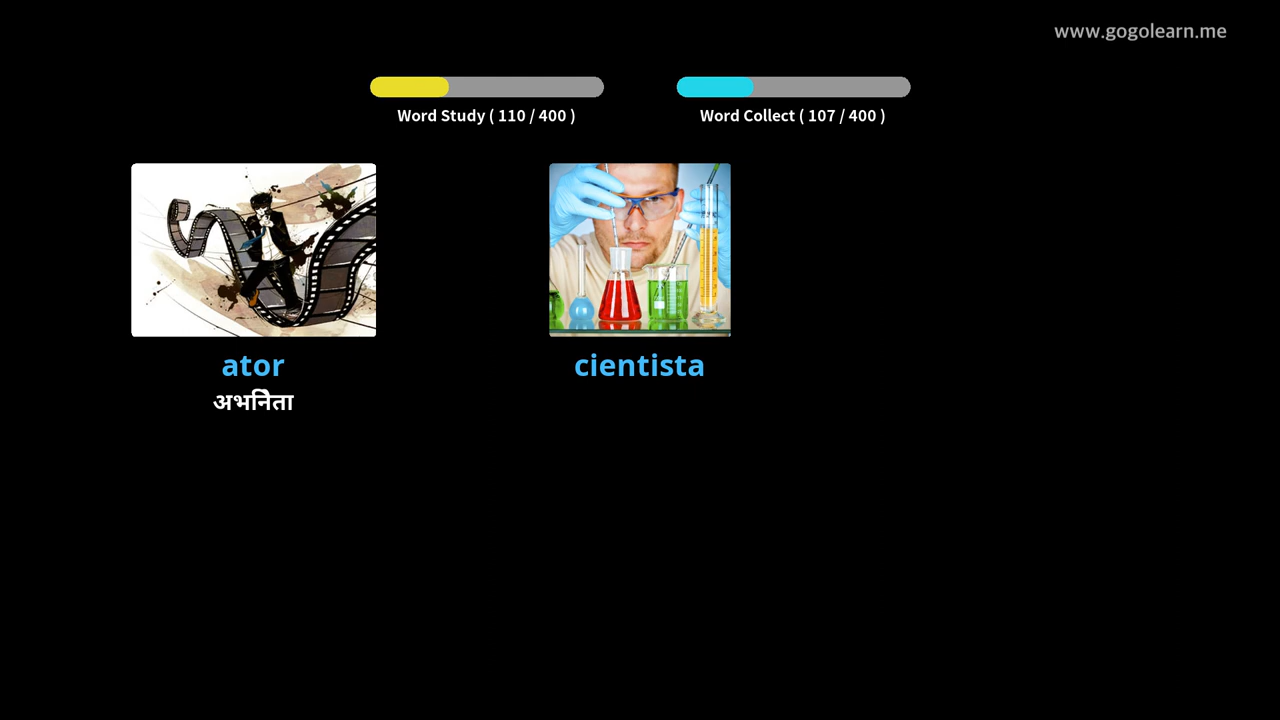 www.gogolearn.me
Word Study ( 110 / 400 )
Word Collect ( 107 / 400 )
ator
cientista
अभिनेता